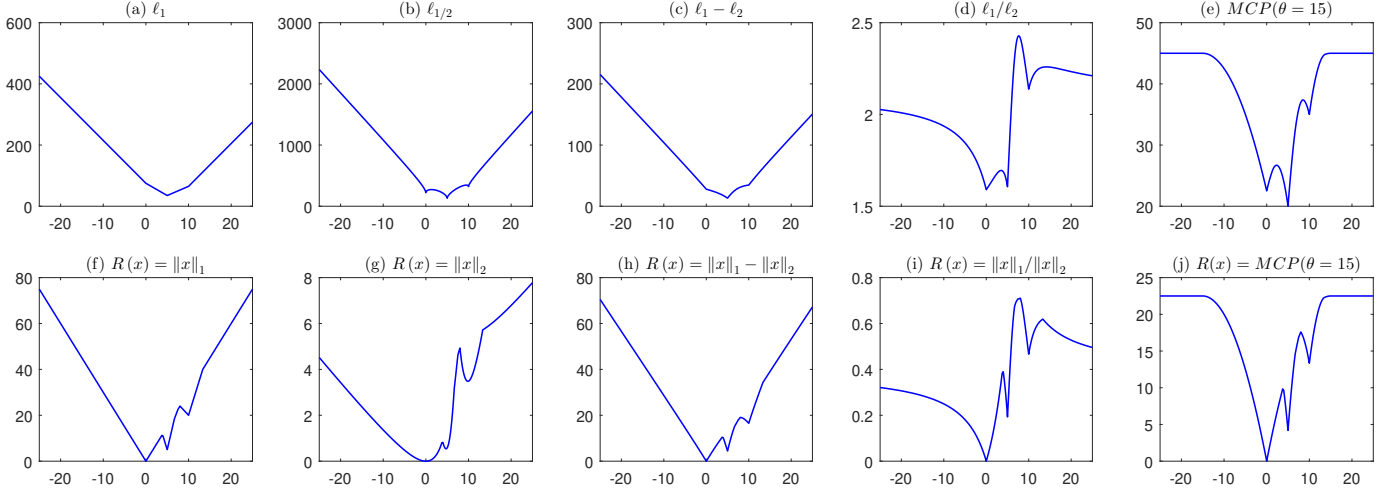 (a) ℓ₁
600
400
200
0
-20 -10 0 10 20
(b) ℓ₁/₂
3000
2000
1000
0
-20 -10 0 10 20
(c) ℓ₁ − ℓ₂
300
200
100
0
-20 -10 0 10 20
(d) ℓ₁/ℓ₂
2.5
2
1.5
-20 -10 0 10 20
(e) MCP(θ = 15)
50
40
30
20
-20 -10 0 10 20
(f) R (x) = ‖x‖₁
80
60
40
20
0
-20 -10 0 10 20
(g) R (x) = ‖x‖₂
8
6
4
2
0
-20 -10 0 10 20
(h) R (x) = ‖x‖₁ − ‖x‖₂
80
60
40
20
0
-20 -10 0 10 20
(i) R (x) = ‖x‖₁/‖x‖₂
0.8
0.6
0.4
0.2
0
-20 -10 0 10 20
(j) R(x) = MCP(θ = 15)
25
20
15
10
5
0
-20 -10 0 10 20